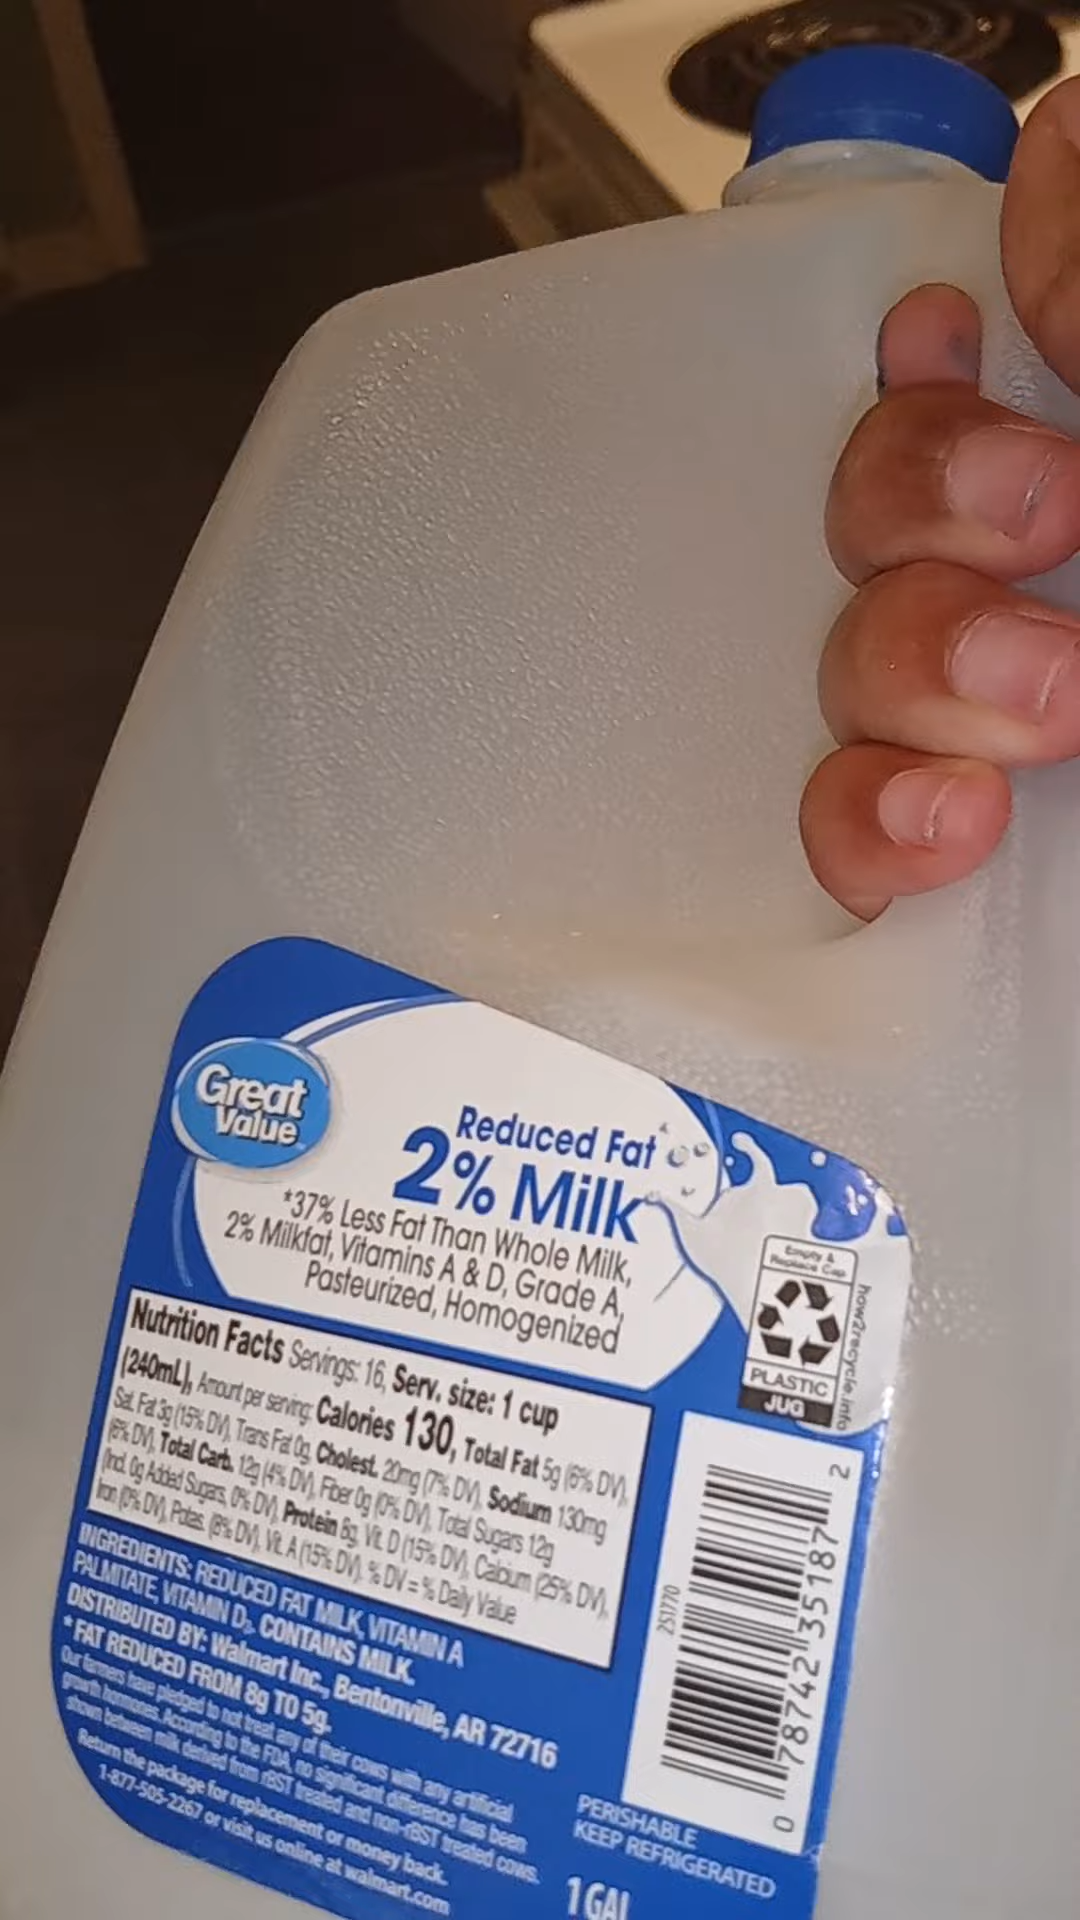 Great
Value
Reduced Fat
2% Milk
*37% Less Fat Than Whole Milk,
2% Milkfat, Vitamins A & D, Grade A,
Pasteurized, Homogenized
Empty &
Replace Cap
PLASTIC
JUG
how2recycle.info
Nutrition Facts Servings: 16, Serv. size: 1 cup
(240mL), Amount per serving: Calories 130, Total Fat 5g (6% DV),
Sat. Fat 3g (15% DV), Trans Fat 0g, Cholest. 20mg (7% DV), Sodium 130mg
(6% DV), Total Carb. 12g (4% DV), Fiber 0g (0% DV), Total Sugars 12g
(Incl. 0g Added Sugars, 0% DV), Protein 8g, Vit. D (15% DV), Calcium (25% DV),
Iron (0% DV), Potas. (8% DV), Vit. A (15% DV). % DV = % Daily Value
INGREDIENTS: REDUCED FAT MILK, VITAMIN A
PALMITATE, VITAMIN D3. CONTAINS MILK.
DISTRIBUTED BY: Walmart Inc., Bentonville, AR 72716
* FAT REDUCED FROM 8g TO 5g.
Our farmers have pledged to not treat any of their cows with any artificial
growth hormones. According to the FDA, no significant difference has been
shown between milk derived from rBST treated and non-rBST treated cows.
Return the package for replacement or money back.
1-877-505-2267 or visit us online at walmart.com
251770
0 78742 35187 2
PERISHABLE
KEEP REFRIGERATED
1 GAL